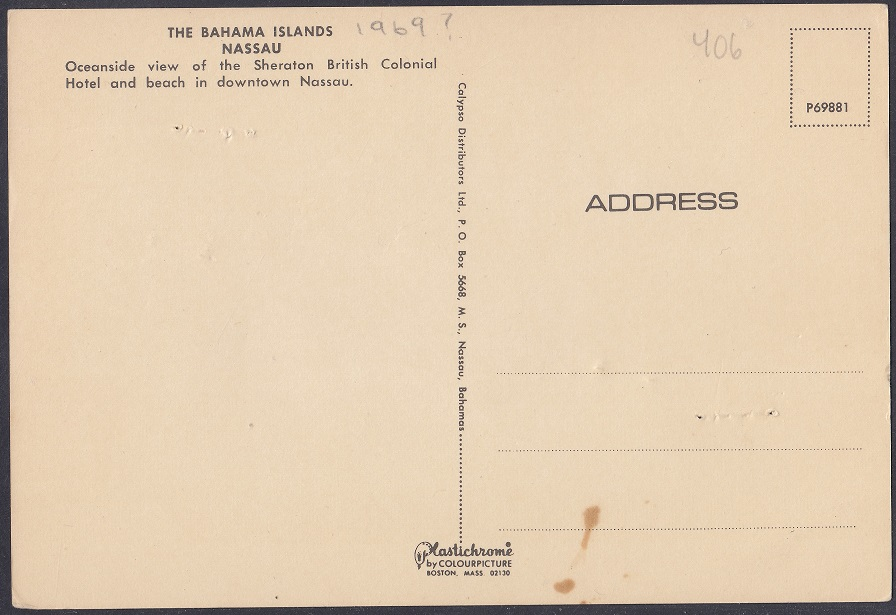 THE BAHAMA ISLANDS
NASSAU
Oceanside view of the Sheraton British Colonial
Hotel and beach in downtown Nassau.
1969?
406
P69881
Calypso Distributors Ltd., P. O. Box 5668, M. S., Nassau, Bahamas
ADDRESS
Plastichrome
by COLOURPICTURE
BOSTON, MASS. 02130